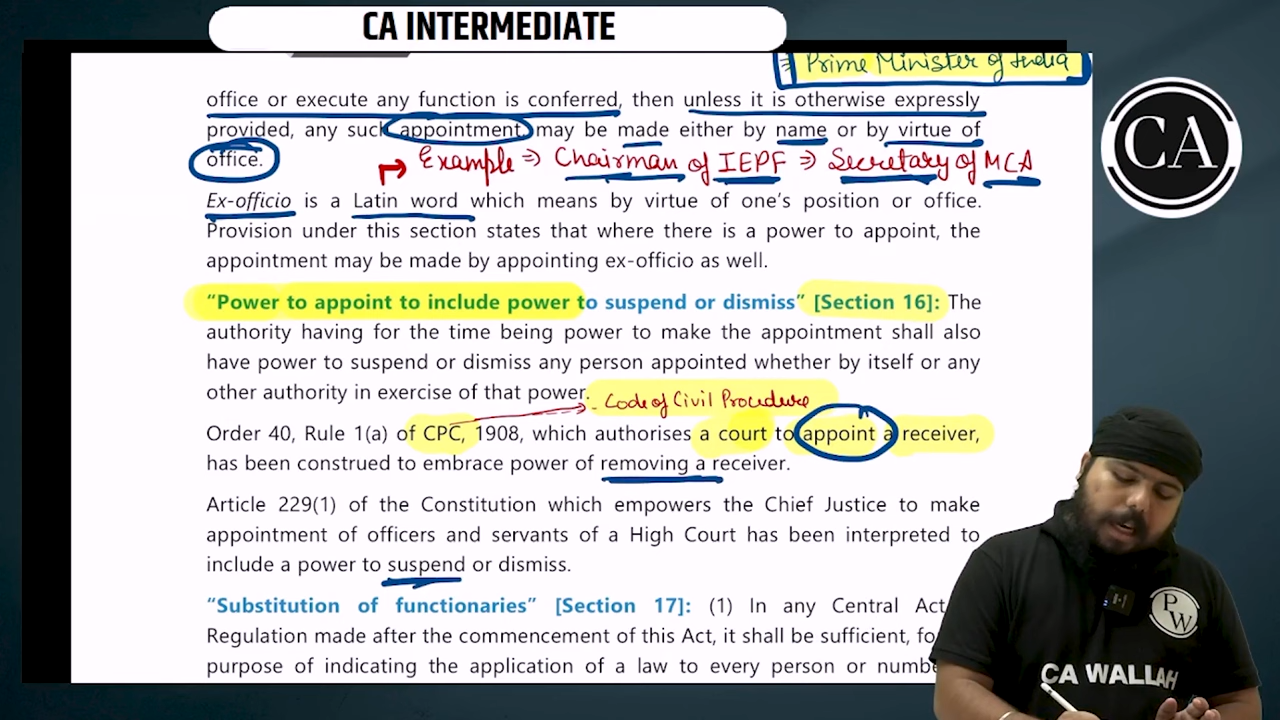 CA INTERMEDIATE
⇒ Prime Minister of India
office or execute any function is conferred, then unless it is otherwise expressly
provided, any such appointment may be made either by name or by virtue of
office.
Example ⇒ Chairman of IEPF ⇒ Secretary of MCA
Ex-officio is a Latin word which means by virtue of one's position or office.
Provision under this section states that where there is a power to appoint, the
appointment may be made by appointing ex-officio as well.
"Power to appoint to include power to suspend or dismiss" [Section 16]: The
authority having for the time being power to make the appointment shall also
have power to suspend or dismiss any person appointed whether by itself or any
other authority in exercise of that power.
Code of Civil Procedure
Order 40, Rule 1(a) of CPC, 1908, which authorises a court to appoint a receiver,
has been construed to embrace power of removing a receiver.
Article 229(1) of the Constitution which empowers the Chief Justice to make
appointment of officers and servants of a High Court has been interpreted to
include a power to suspend or dismiss.
"Substitution of functionaries" [Section 17]: (1) In any Central Act
Regulation made after the commencement of this Act, it shall be sufficient,
purpose of indicating the application of a law to every person or
CA
PW
CA WALLAH